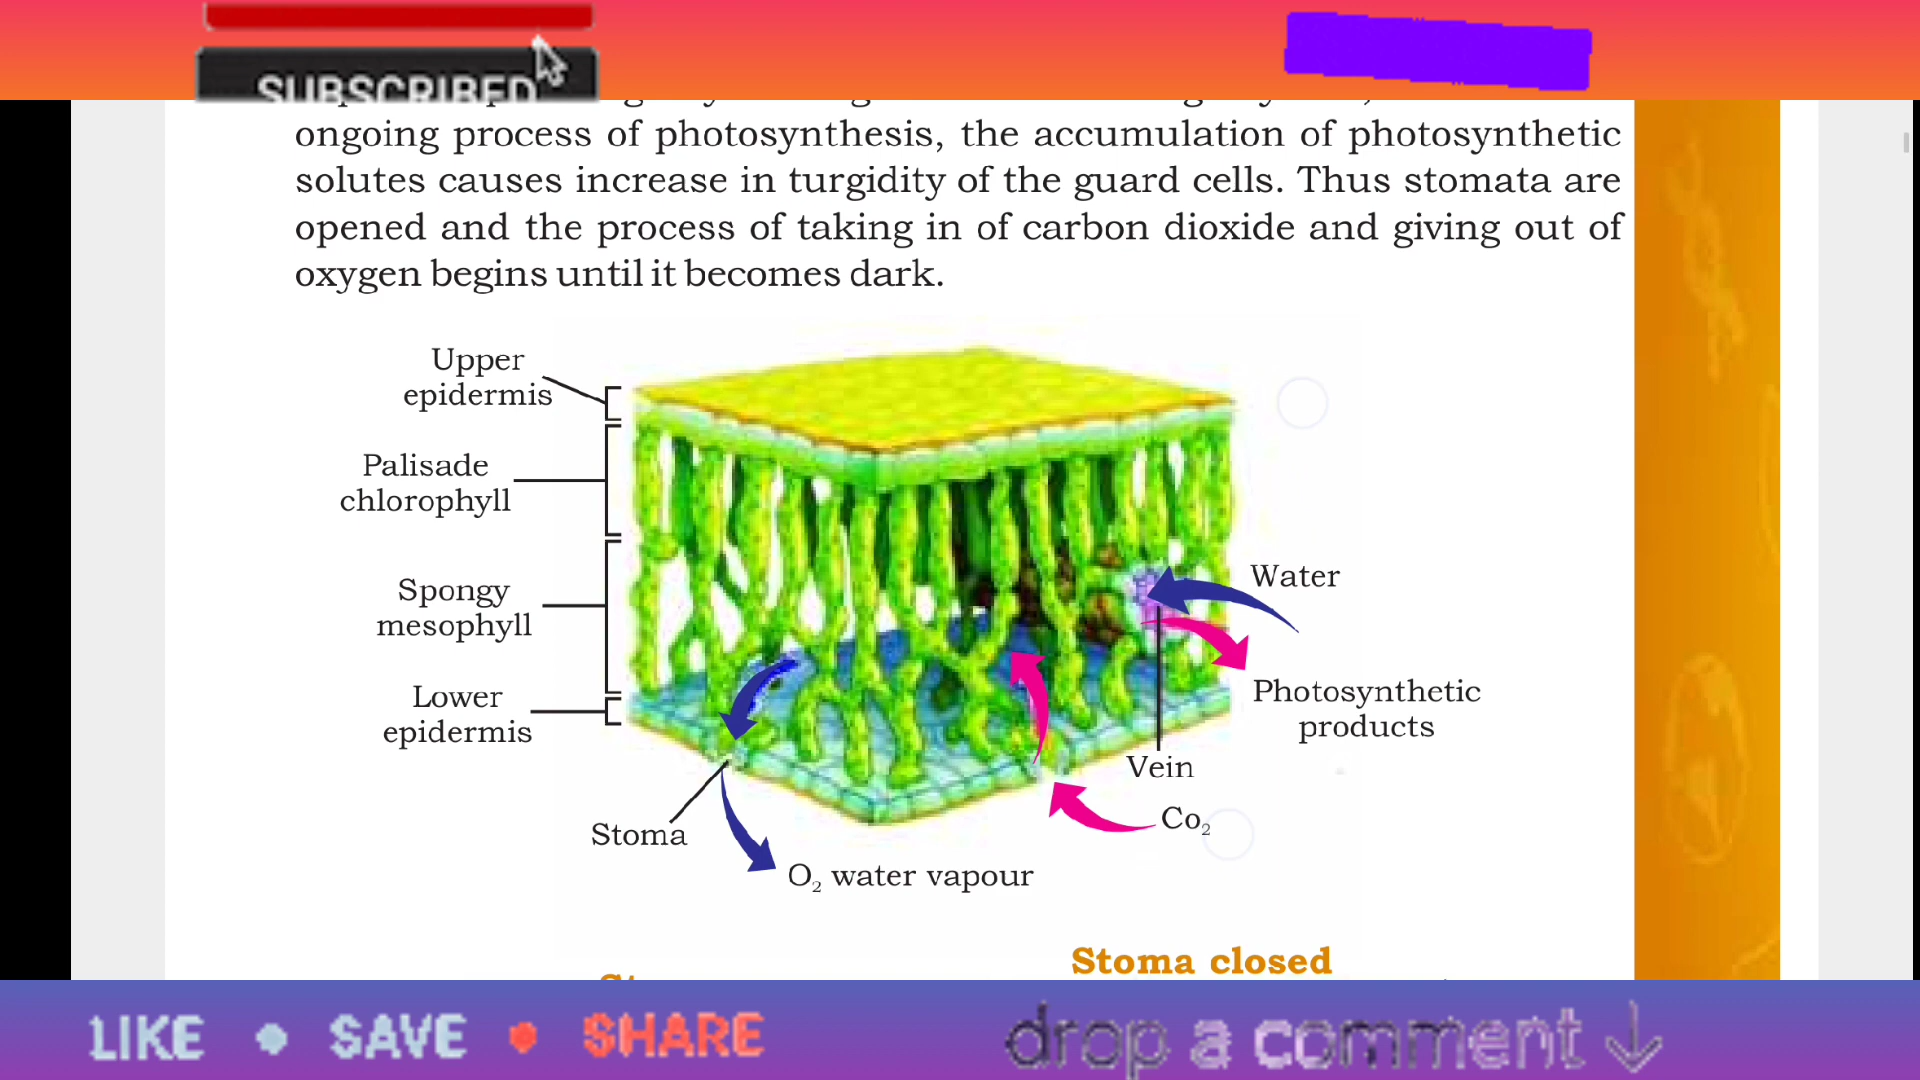 SUBSCRIBED
ongoing process of photosynthesis, the accumulation of photosynthetic
solutes causes increase in turgidity of the guard cells. Thus stomata are
opened and the process of taking in of carbon dioxide and giving out of
oxygen begins until it becomes dark.
Upper
epidermis
Palisade
chlorophyll
Spongy
mesophyll
Lower
epidermis
Water
Photosynthetic
products
Vein
Co₂
Stoma
O₂ water vapour
Stoma closed
LIKE • SAVE • SHARE
drop a comment ↓